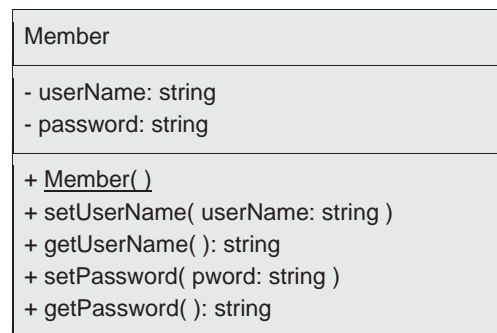 Member
- userName: string
- password: string
+ Member( )
+ setUserName( userName: string )
+ getUserName( ): string
+ setPassword( pword: string )
+ getPassword( ): string